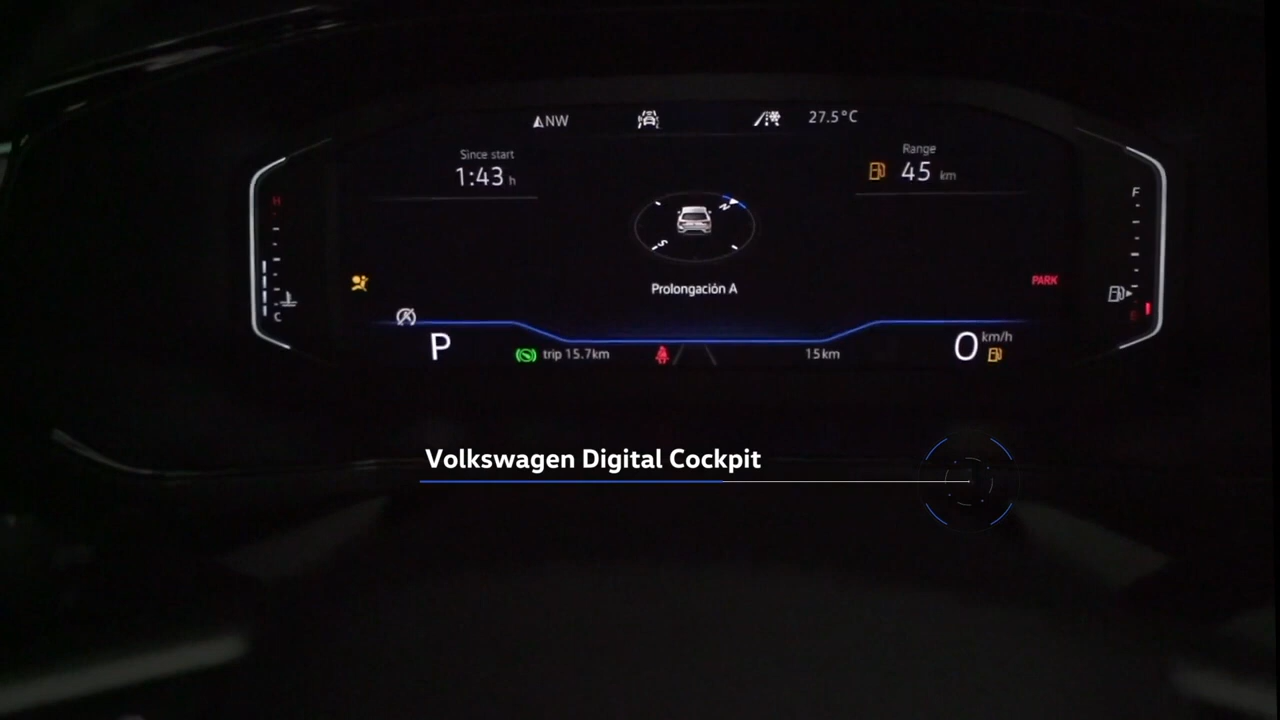 NW
27.5°C
Since start
1:43 h
Range
45 km
H
F
N
S
Prolongación A
PARK
C
E
P
0 km/h
trip 15.7km
15km
Volkswagen Digital Cockpit